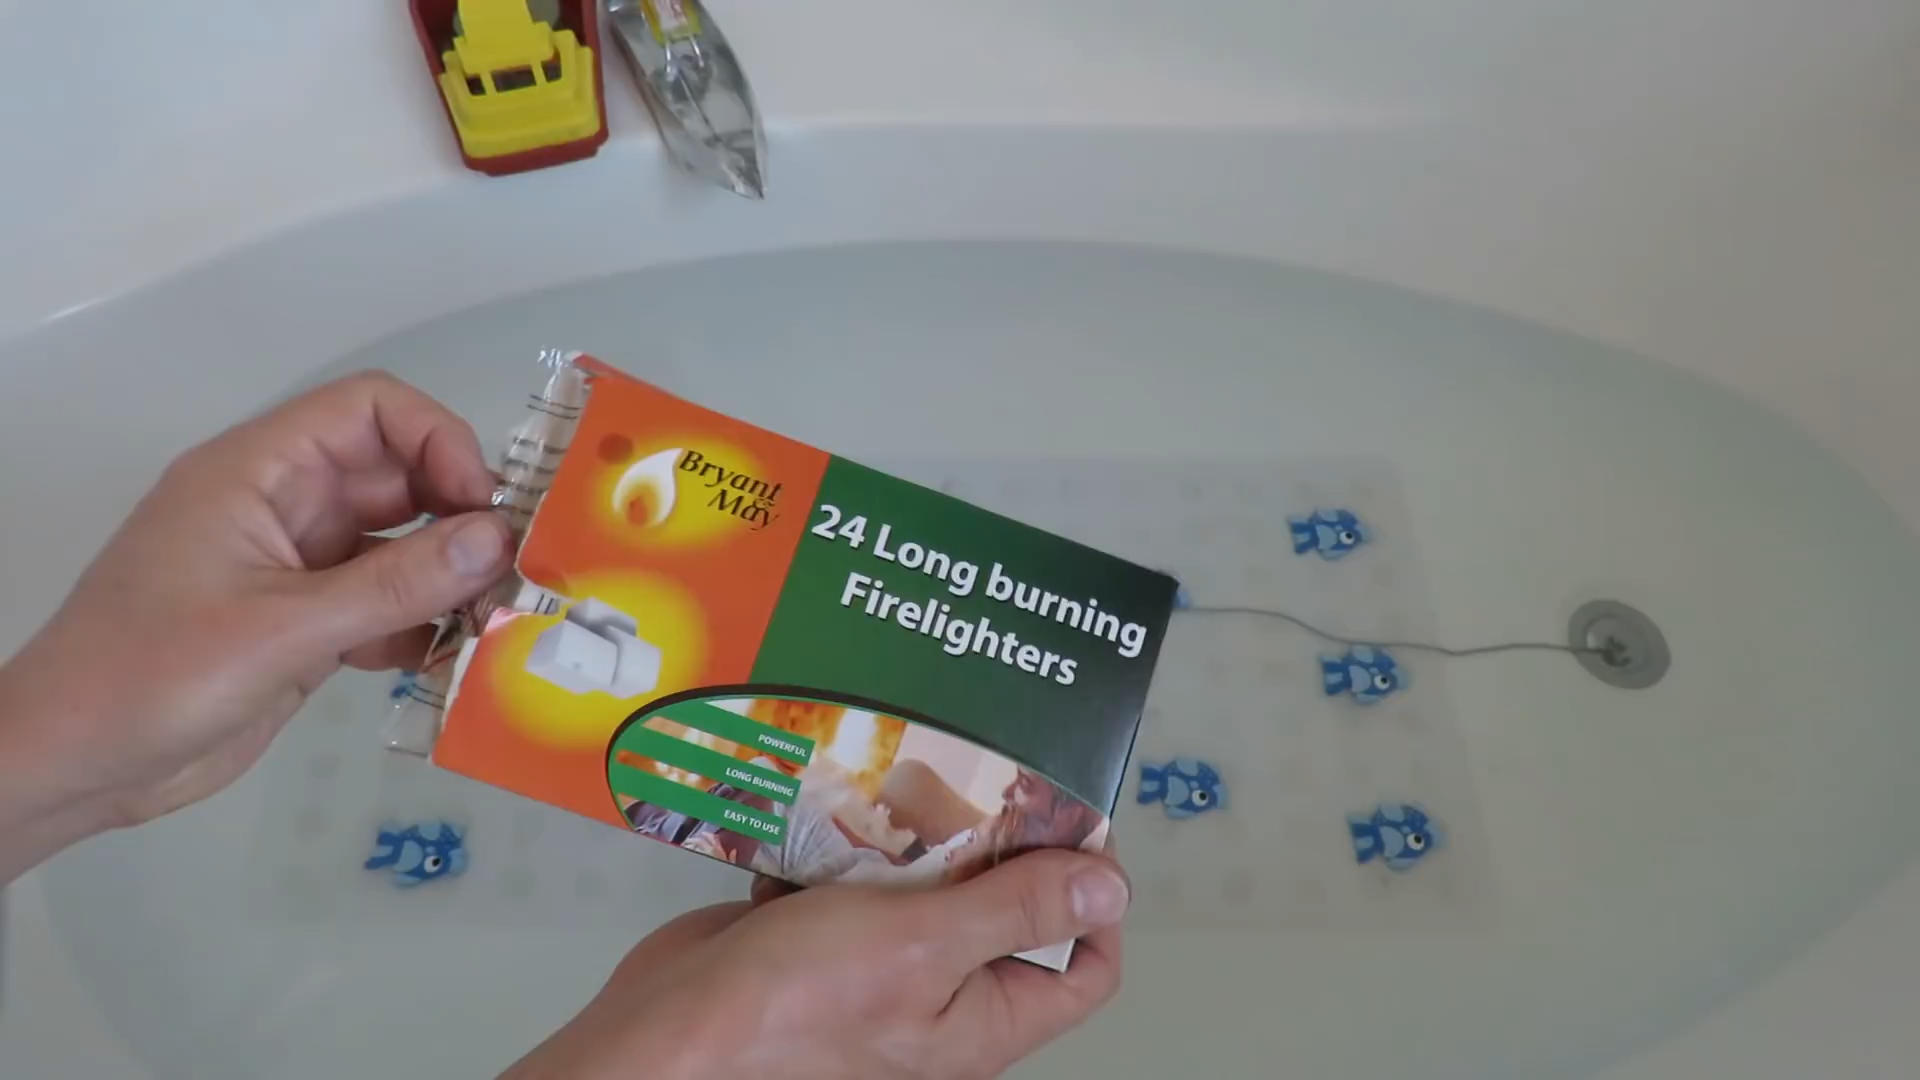 Bryant
&
May
24 Long burning
Firelighters
POWERFUL
LONG BURNING
EASY TO USE